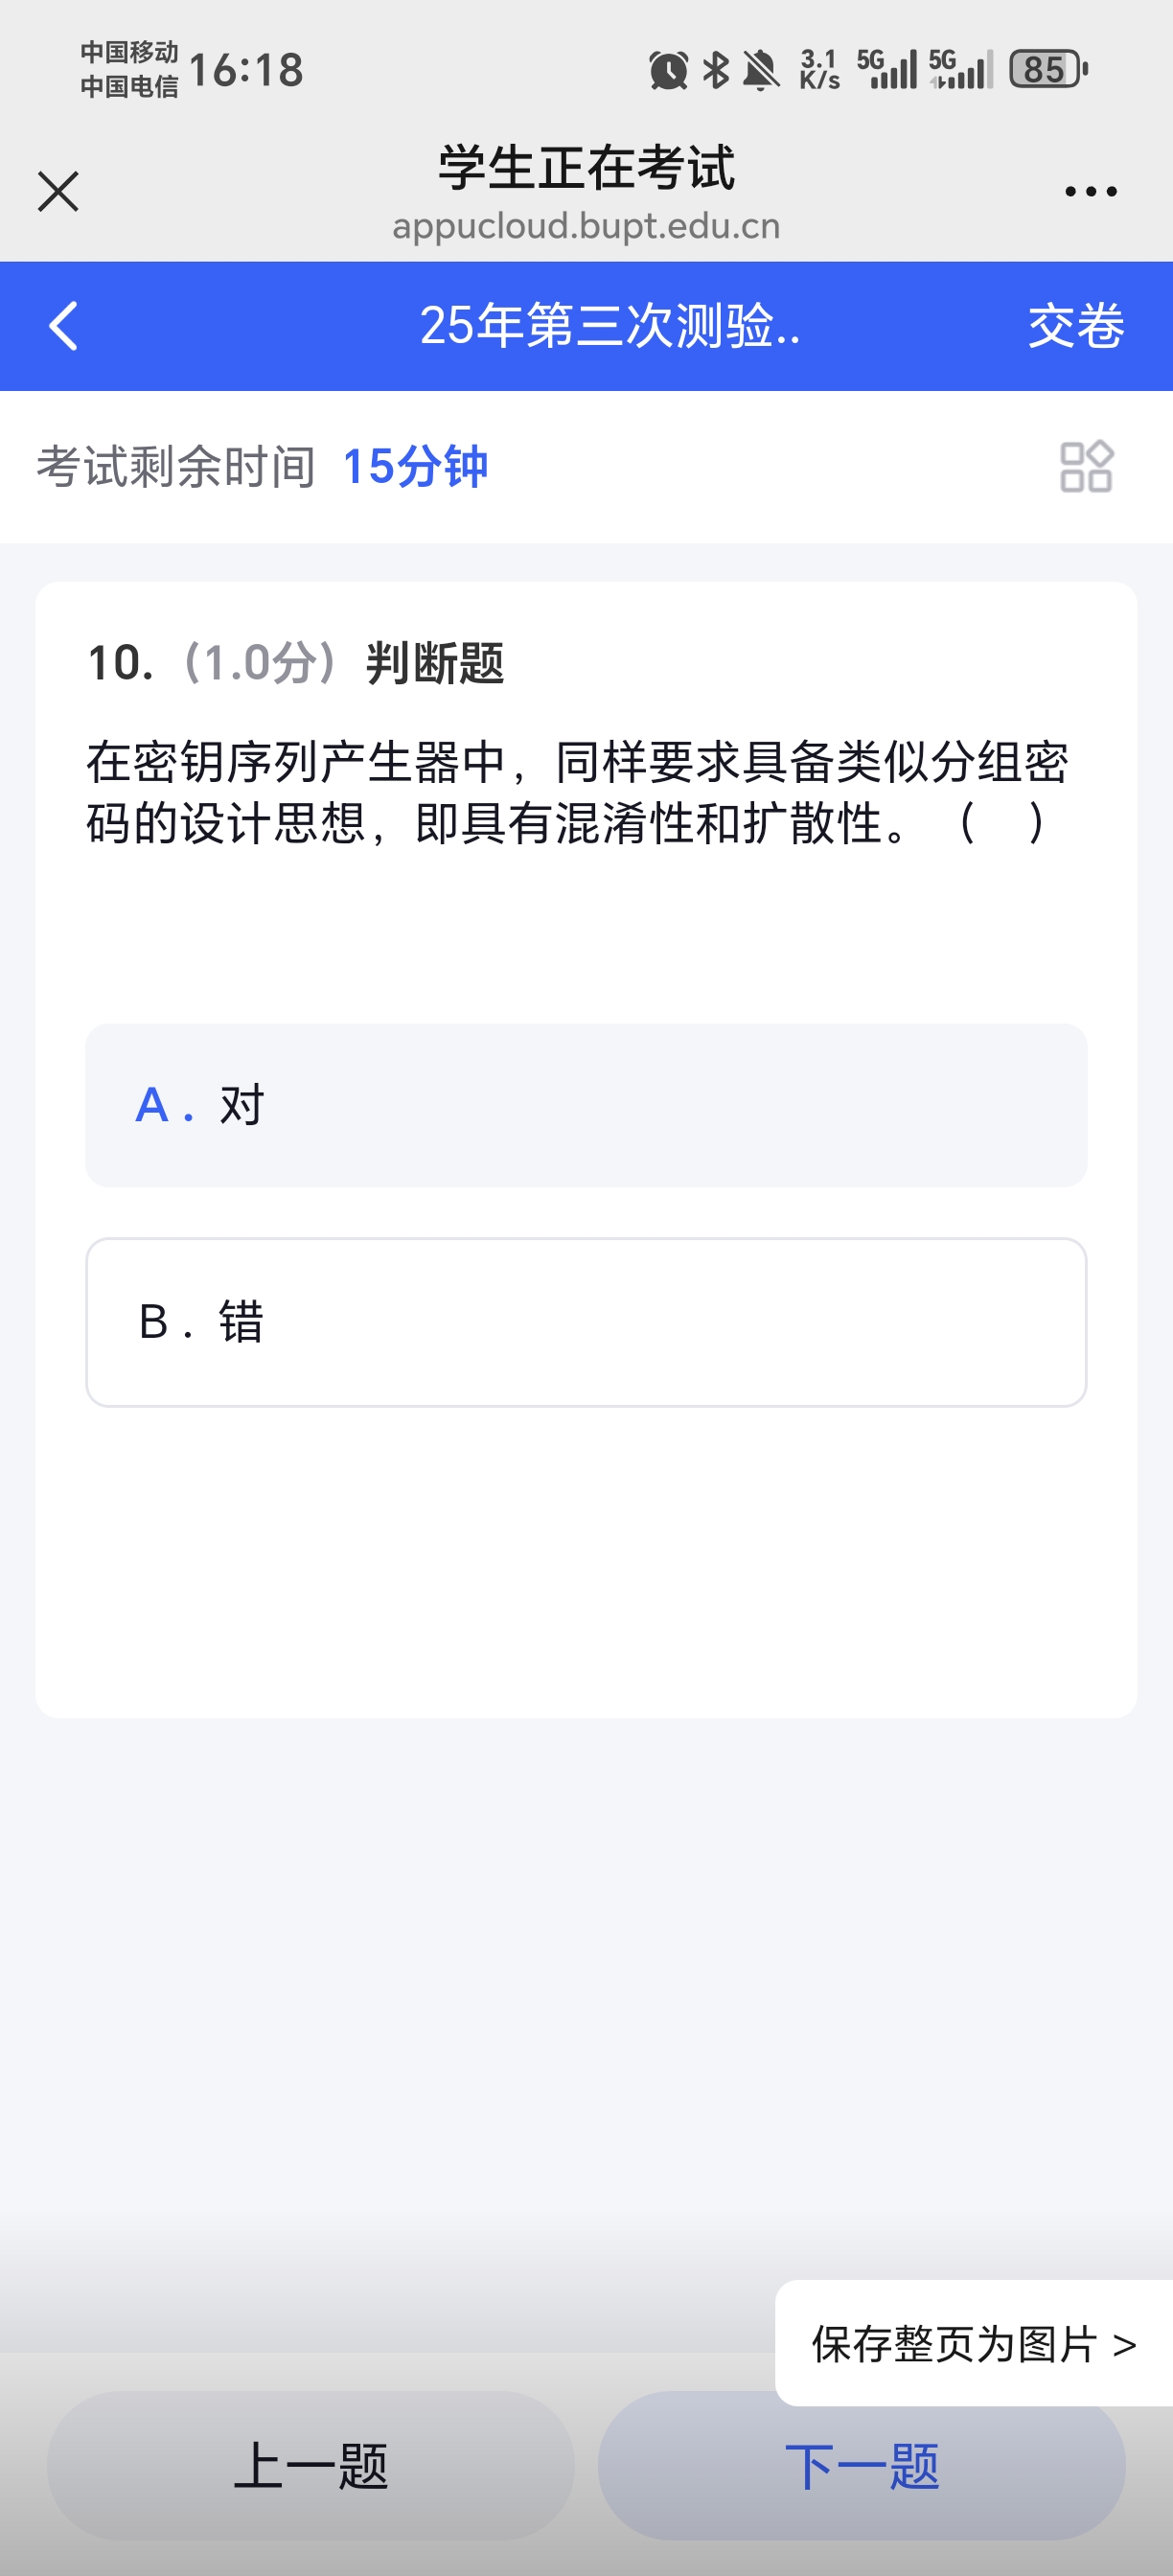 中国移动
中国电信
16:18
3.1
K/s
5G
5G
85
学生正在考试
appucloud.bupt.edu.cn
25年第三次测验..
交卷
考试剩余时间 15分钟
10.（1.0分）判断题
在密钥序列产生器中，同样要求具备类似分组密
码的设计思想，即具有混淆性和扩散性。（ ）
A . 对
B . 错
保存整页为图片 >
上一题
下一题